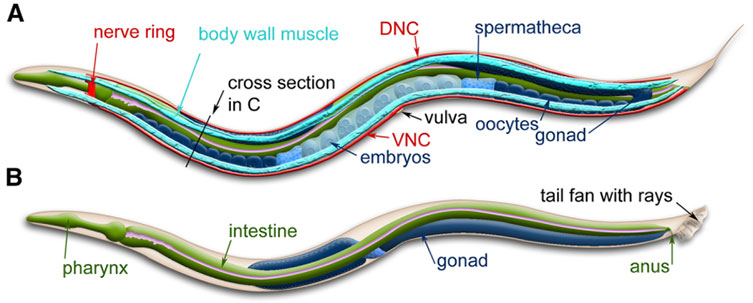 A
nerve ring
body wall muscle
DNC
spermatheca
cross section
in C
vulva
oocytes
gonad
VNC
embryos
B
tail fan with rays
intestine
pharynx
gonad
anus